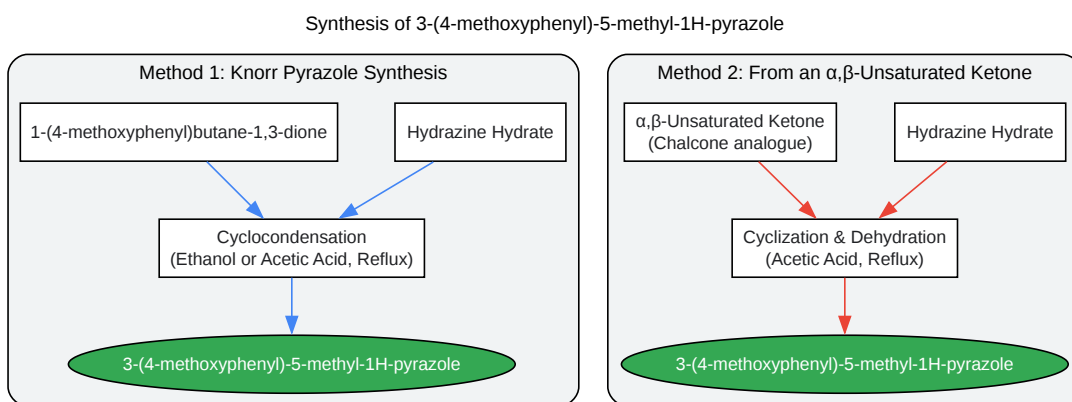 Synthesis of 3-(4-methoxyphenyl)-5-methyl-1H-pyrazole
Method 1: Knorr Pyrazole Synthesis
1-(4-methoxyphenyl)butane-1,3-dione
Hydrazine Hydrate
Cyclocondensation
(Ethanol or Acetic Acid, Reflux)
3-(4-methoxyphenyl)-5-methyl-1H-pyrazole
Method 2: From an α,β-Unsaturated Ketone
α,β-Unsaturated Ketone
(Chalcone analogue)
Hydrazine Hydrate
Cyclization & Dehydration
(Acetic Acid, Reflux)
3-(4-methoxyphenyl)-5-methyl-1H-pyrazole